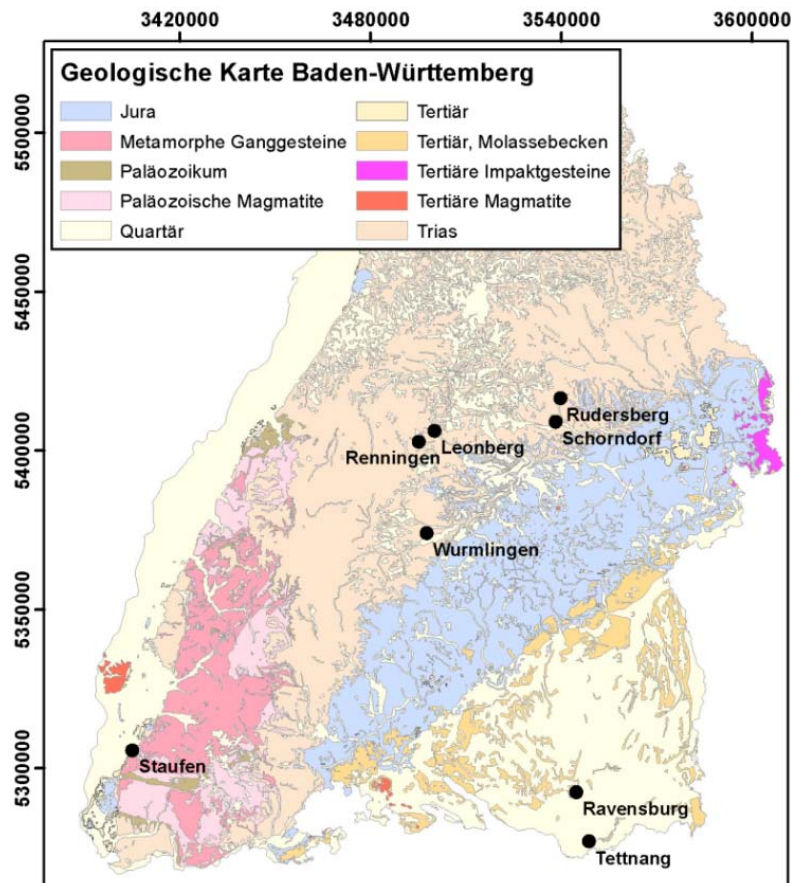 3420000 3480000 3540000 3600000
Geologische Karte Baden-Württemberg
Jura
Metamorphe Ganggesteine
Paläozoikum
Paläozoische Magmatite
Quartär
Tertiär
Tertiär, Molassebecken
Tertiäre Impaktgesteine
Tertiäre Magmatite
Trias
5500000
5450000
5400000
5350000
5300000
Rudersberg
Schorndorf
Leonberg
Renningen
Wurmlingen
Staufen
Ravensburg
Tettnang